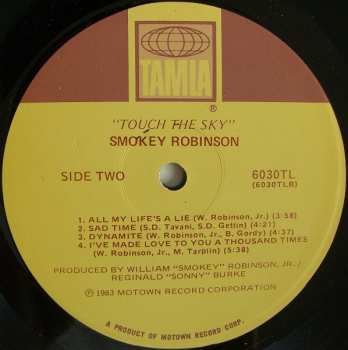 TAMLA
®
"TOUCH THE SKY"
SMOKEY ROBINSON
SIDE TWO
6030TL
(6030TLB)
1. ALL MY LIFE'S A LIE (W. Robinson, Jr.) (3:58)
2. SAD TIME (S.D. Tavani, S.D. Gettin) (4:21)
3. DYNAMITE (W. Robinson, Jr., B. Gordy) (4:37)
4. I'VE MADE LOVE TO YOU A THOUSAND TIMES
(W. Robinson, Jr., M. Tarplin) (5:38)
PRODUCED BY WILLIAM "SMOKEY" ROBINSON, JR./
REGINALD "SONNY" BURKE
℗ 1983 MOTOWN RECORD CORPORATION
A PRODUCT OF MOTOWN RECORD CORP.